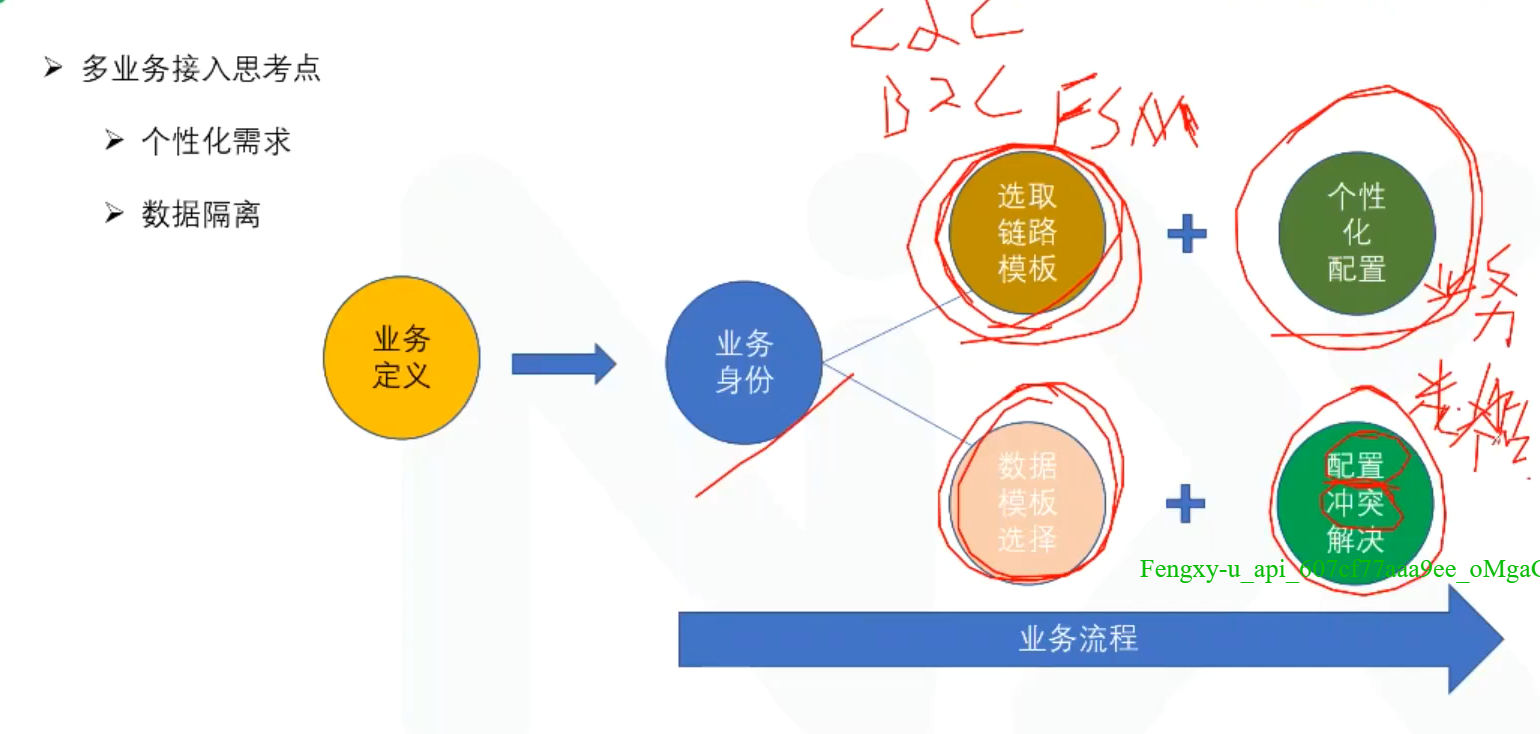 多业务接入思考点
个性化需求
数据隔离
C2C
B2C FSM
选取
链路
模板
个性
化
配置
业务
定义
业务
身份
数据
模板
选择
配置
冲突
解决
业务
Fengxy-u_api_607cf77aaa9ee_oMgaC
业务流程